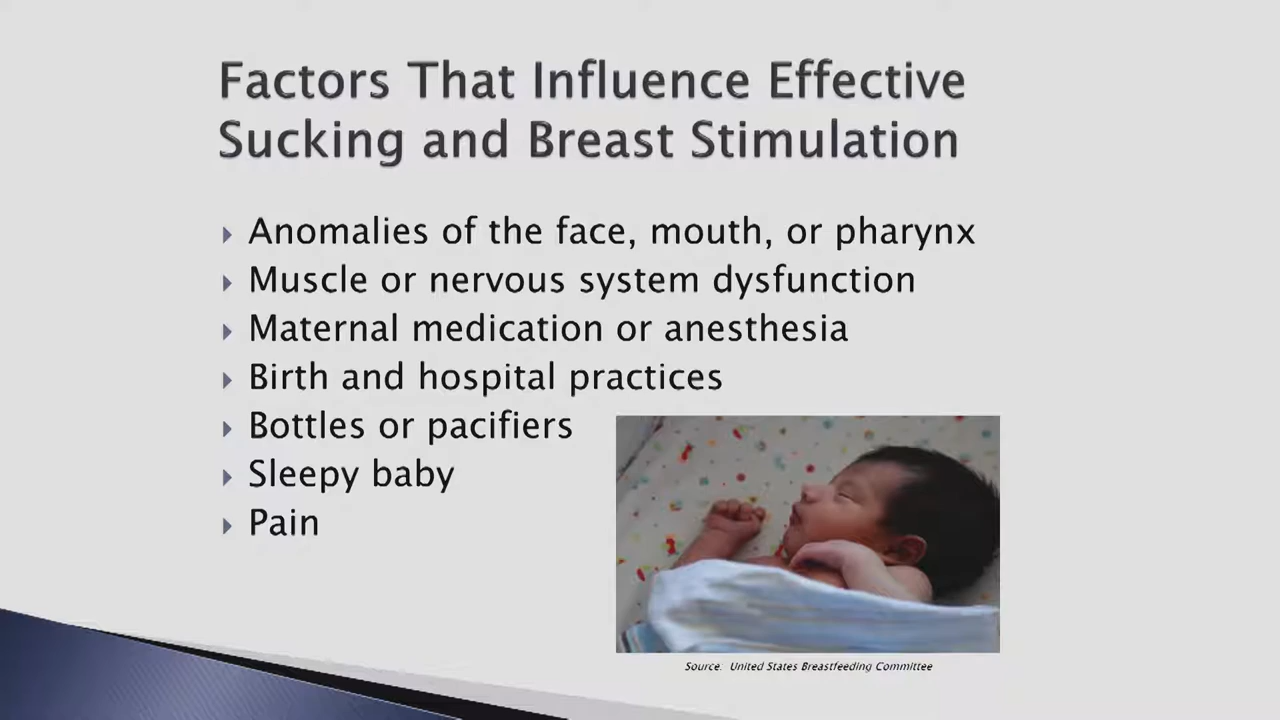 Factors That Influence Effective
Sucking and Breast Stimulation
Anomalies of the face, mouth, or pharynx
Muscle or nervous system dysfunction
Maternal medication or anesthesia
Birth and hospital practices
Bottles or pacifiers
Sleepy baby
Pain
Source: United States Breastfeeding Committee